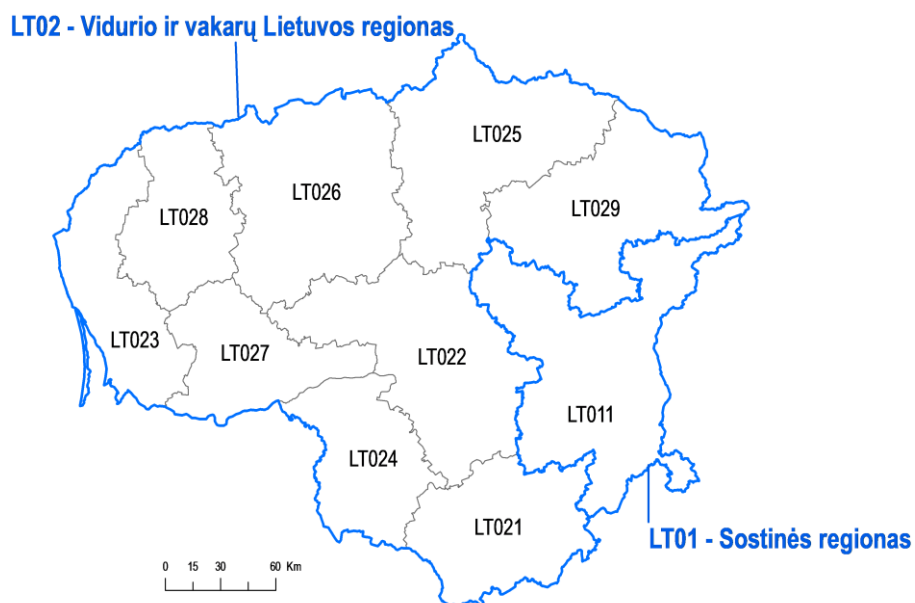 LT02 - Vidurio ir vakarų Lietuvos regionas
LT025
LT026
LT028
LT029
LT023
LT027
LT022
LT011
LT024
LT021
LT01 - Sostinės regionas
0 15 30 60 Km